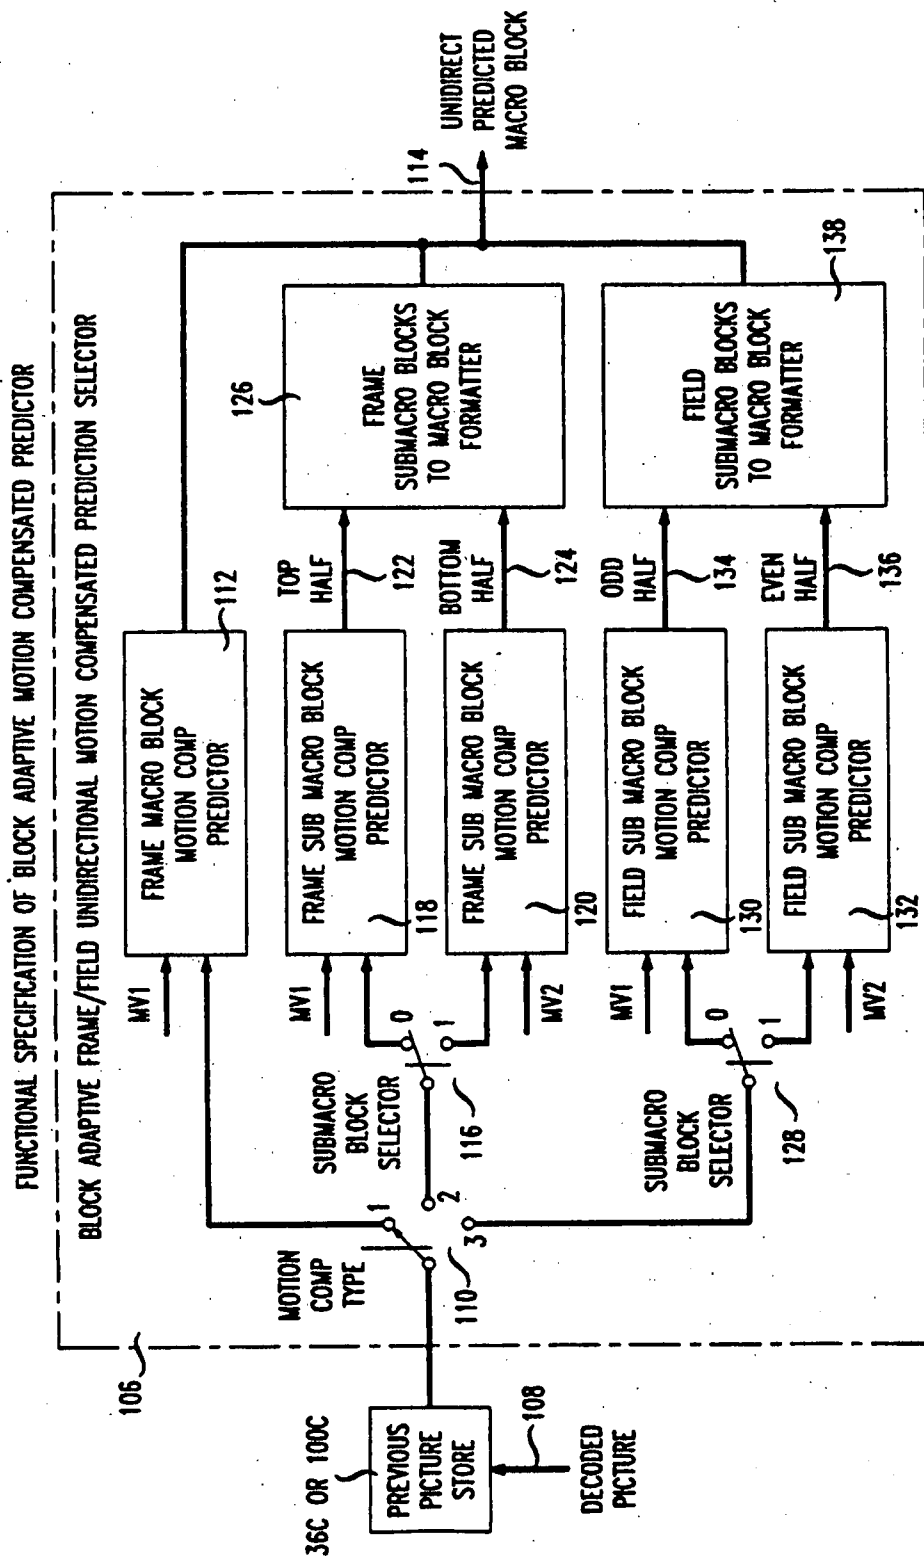 FUNCTIONAL SPECIFICATION OF BLOCK ADAPTIVE MOTION COMPENSATED PREDICTOR
BLOCK ADAPTIVE FRAME/FIELD UNIDIRECTIONAL MOTION COMPENSATED PREDICTION SELECTOR
106
36C OR 100C
PREVIOUS
PICTURE
STORE
108
DECODED
PICTURE
MOTION
COMP
TYPE
1
2
3
110
MV1
FRAME MACRO BLOCK
MOTION COMP
PREDICTOR
112
SUBMACRO
BLOCK
SELECTOR
0
1
116
MV1
FRAME SUB MACRO BLOCK
MOTION COMP
PREDICTOR
118
TOP
HALF
122
MV2
FRAME SUB MACRO BLOCK
MOTION COMP
PREDICTOR
120
BOTTOM
HALF
124
126
FRAME
SUBMACRO BLOCKS
TO MACRO BLOCK
FORMATTER
114
UNIDIRECT
PREDICTED
MACRO BLOCK
SUBMACRO
BLOCK
SELECTOR
0
1
128
MV1
FIELD SUB MACRO BLOCK
MOTION COMP
PREDICTOR
130
ODD
HALF
134
MV2
FIELD SUB MACRO BLOCK
MOTION COMP
PREDICTOR
132
EVEN
HALF
136
FIELD
SUBMACRO BLOCKS
TO MACRO BLOCK
FORMATTER
138